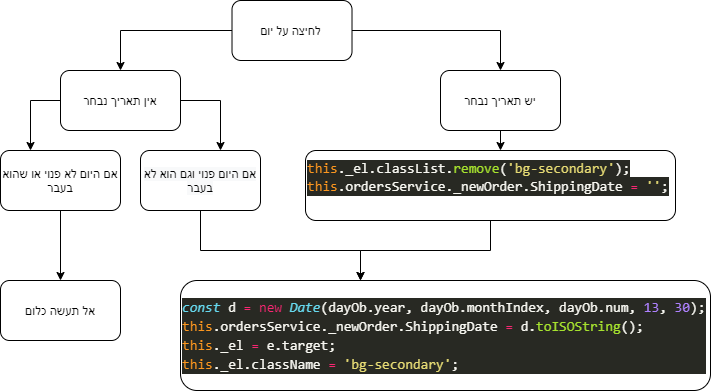 לחיצה על יום
אין תאריך נבחר
יש תאריך נבחר
אם היום לא פנוי או שהוא
בעבר
אם היום פנוי וגם הוא לא
בעבר
this._el.classList.remove('bg-secondary');
this.ordersService._newOrder.ShippingDate = '';
אל תעשה כלום
const d = new Date(dayOb.year, dayOb.monthIndex, dayOb.num, 13, 30);
this.ordersService._newOrder.ShippingDate = d.toISOString();
this._el = e.target;
this._el.className = 'bg-secondary';